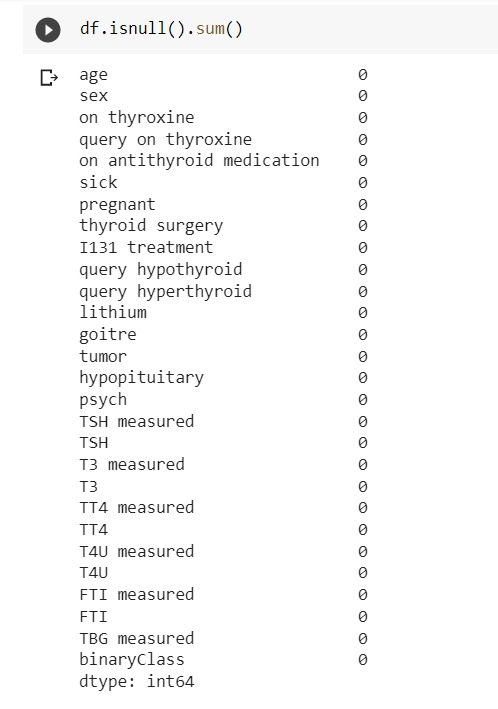 df.isnull().sum()
age 0
sex 0
on thyroxine 0
query on thyroxine 0
on antithyroid medication 0
sick 0
pregnant 0
thyroid surgery 0
I131 treatment 0
query hypothyroid 0
query hyperthyroid 0
lithium 0
goitre 0
tumor 0
hypopituitary 0
psych 0
TSH measured 0
TSH 0
T3 measured 0
T3 0
TT4 measured 0
TT4 0
T4U measured 0
T4U 0
FTI measured 0
FTI 0
TBG measured 0
binaryClass 0
dtype: int64